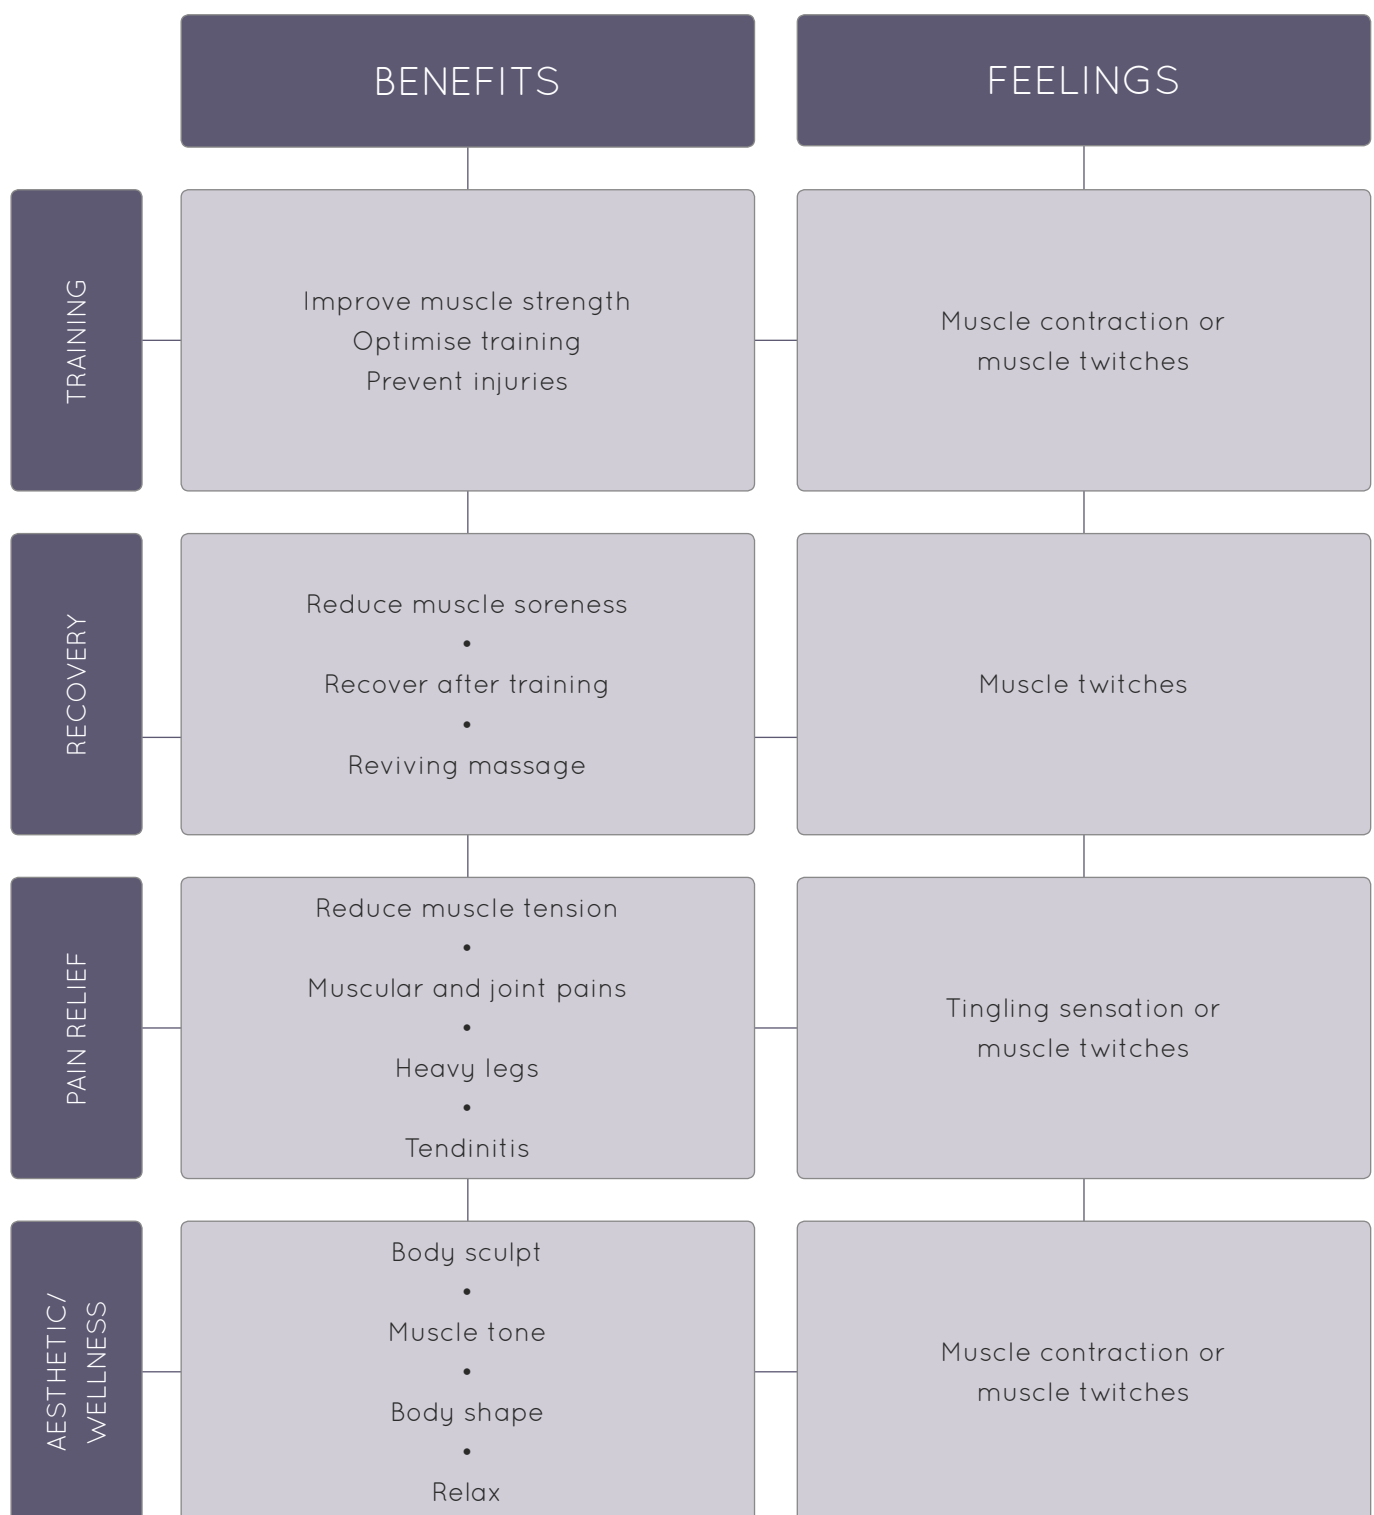 BENEFITS
FEELINGS
TRAINING
Improve muscle strength
Optimise training
Prevent injuries
Muscle contraction or
muscle twitches
RECOVERY
Reduce muscle soreness
•
Recover after training
•
Reviving massage
Muscle twitches
PAIN RELIEF
Reduce muscle tension
•
Muscular and joint pains
•
Heavy legs
•
Tendinitis
Tingling sensation or
muscle twitches
AESTHETIC/
WELLNESS
Body sculpt
•
Muscle tone
•
Body shape
•
Relax
Muscle contraction or
muscle twitches